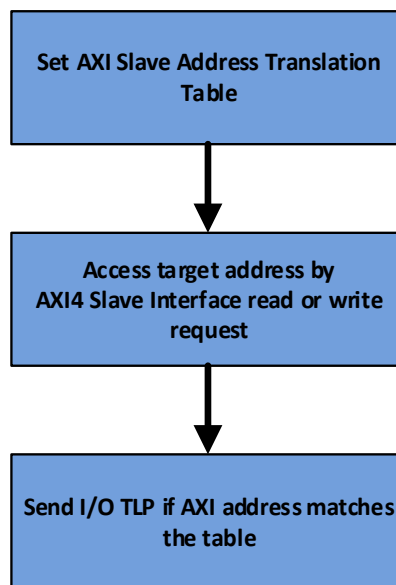 Set AXI Slave Address Translation
Table
Access target address by
AXI4 Slave Interface read or write
request
Send I/O TLP if AXI address matches
the table